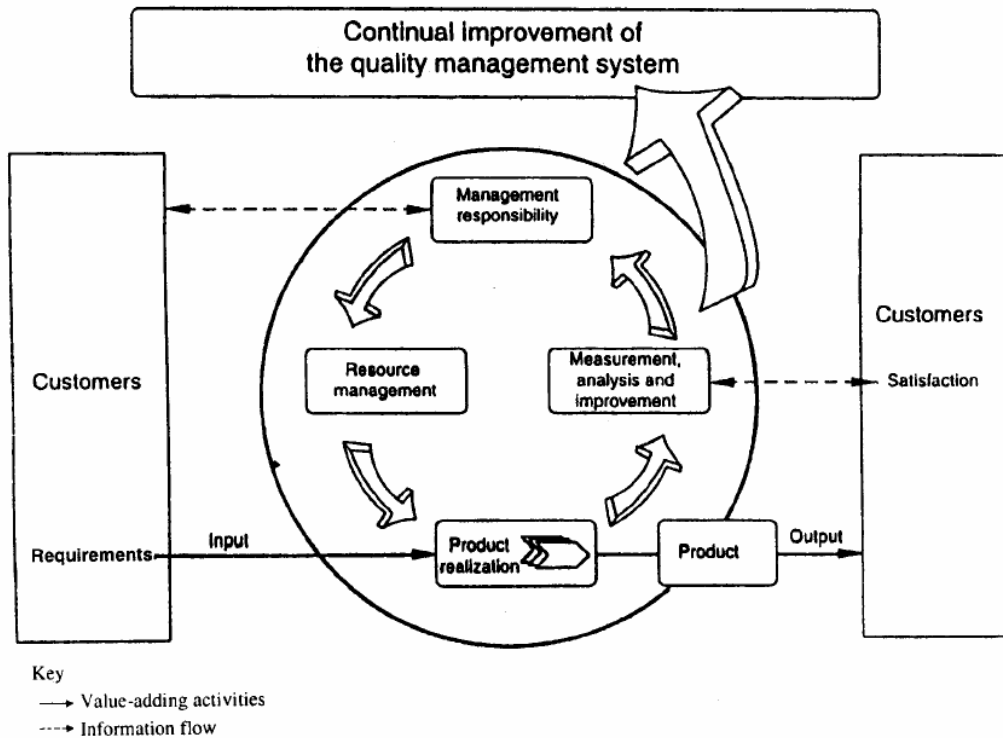 Continual improvement of
the quality management system
Management
responsibility
Customers
Resource
management
Measurement,
analysis and
improvement
Customers
Satisfaction
Requirements
Input
Product
realization
Product
Output
Key
Value-adding activities
Information flow